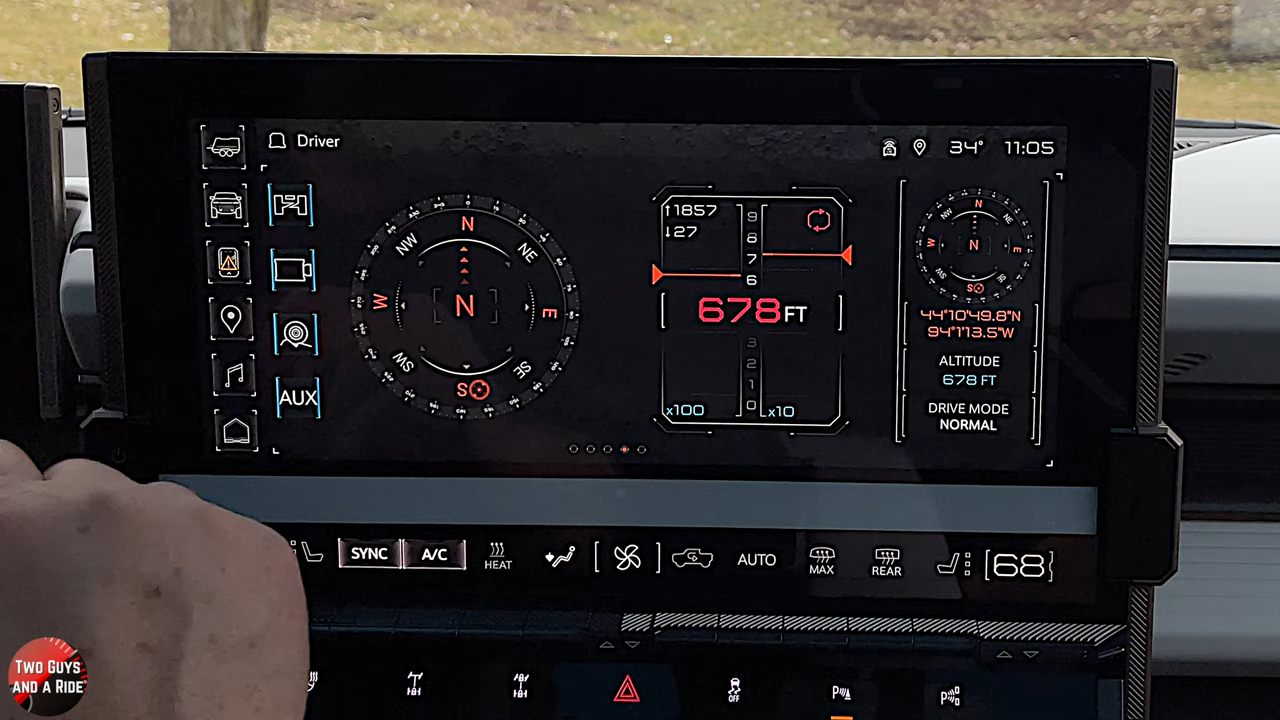 Driver
34° 11:05
N
NW NE
W N E
SW SE
S
↑1857
↓27
9
8
7
6
678FT
3
2
1
0
x100 x10
N
NW NE
W N E
SW SE
S
44°10'49.8"N
94°1'13.5"W
ALTITUDE
678 FT
DRIVE MODE
NORMAL
AUX
SYNC A/C HEAT AUTO MAX REAR 68
OFF P P
TWO GUYS
AND A RIDE